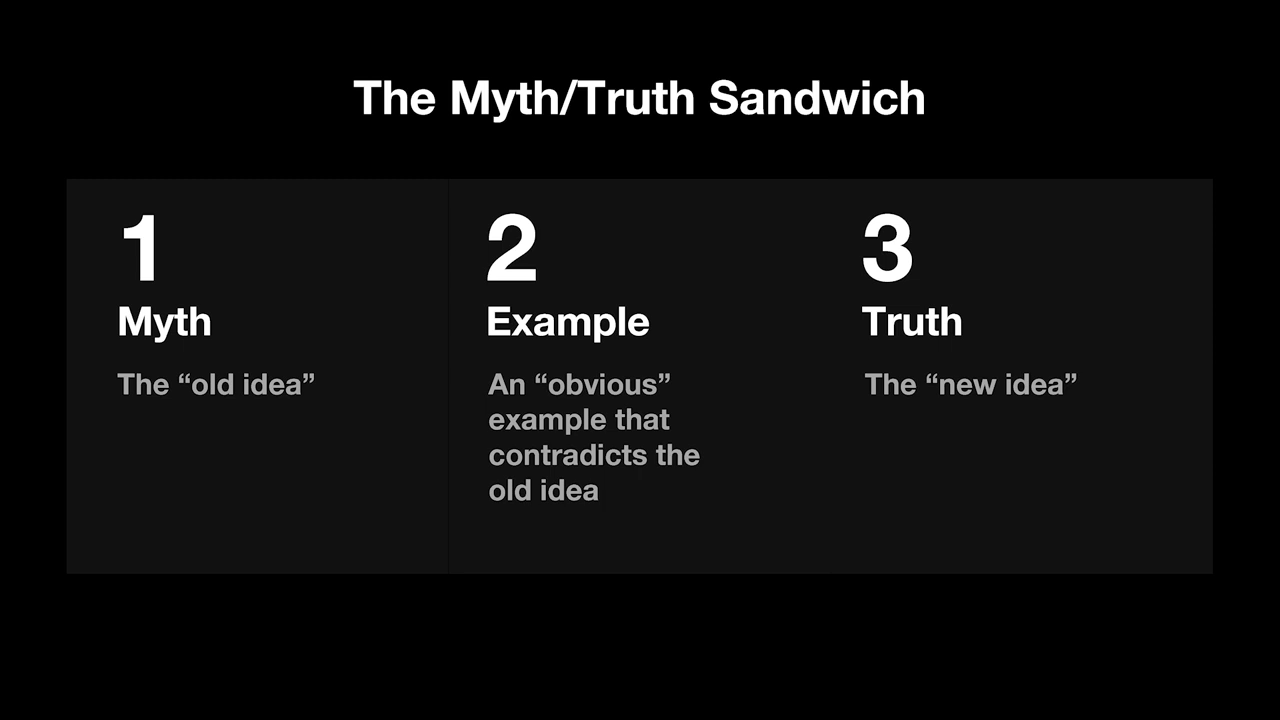 The Myth/Truth Sandwich
1
Myth
The “old idea”
2
Example
An “obvious”
example that
contradicts the
old idea
3
Truth
The “new idea”